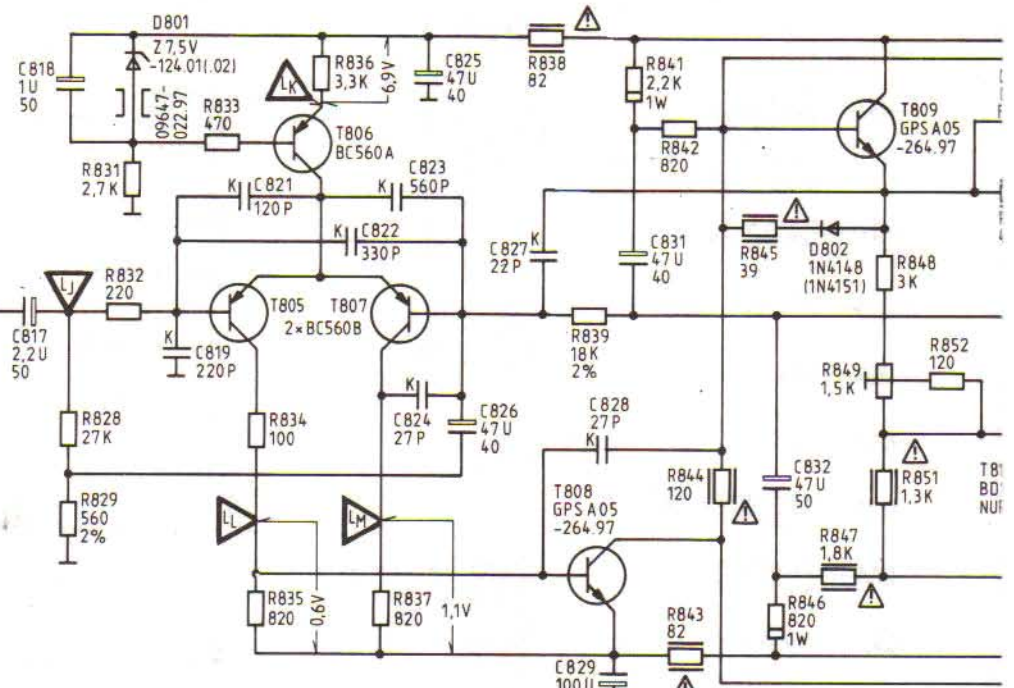 D801
Z7,5V
-124.01(.02)
C818
1U
50
09647-
022.97
R833
470
LK
R836
3,3K
6,9V
C825
47U
40
R838
82
R841
2,2K
1W
T809
GPSA05
-264.97
T806
BC560A
R842
820
R831
2,7K
K
C821
120P
K
C823
560P
K
C822
330P
C827
K
22P
C831
47U
40
R845
39
D802
1N4148
(1N4151)
R848
3K
LJ
R832
220
T805
T807
2×BC560B
C817
2,2U
50
K
C819
220P
R839
18K
2%
R849
1,5K
R852
120
R828
27K
R834
100
K
C824
27P
C826
47U
40
C828
27P
K
R844
120
C832
47U
50
R851
1,3K
R829
560
2%
LL
LM
T808
GPSA05
-264.97
R847
1,8K
R835
820
0,6V
R837
820
1,1V
R843
82
R846
820
1W
C829
100U